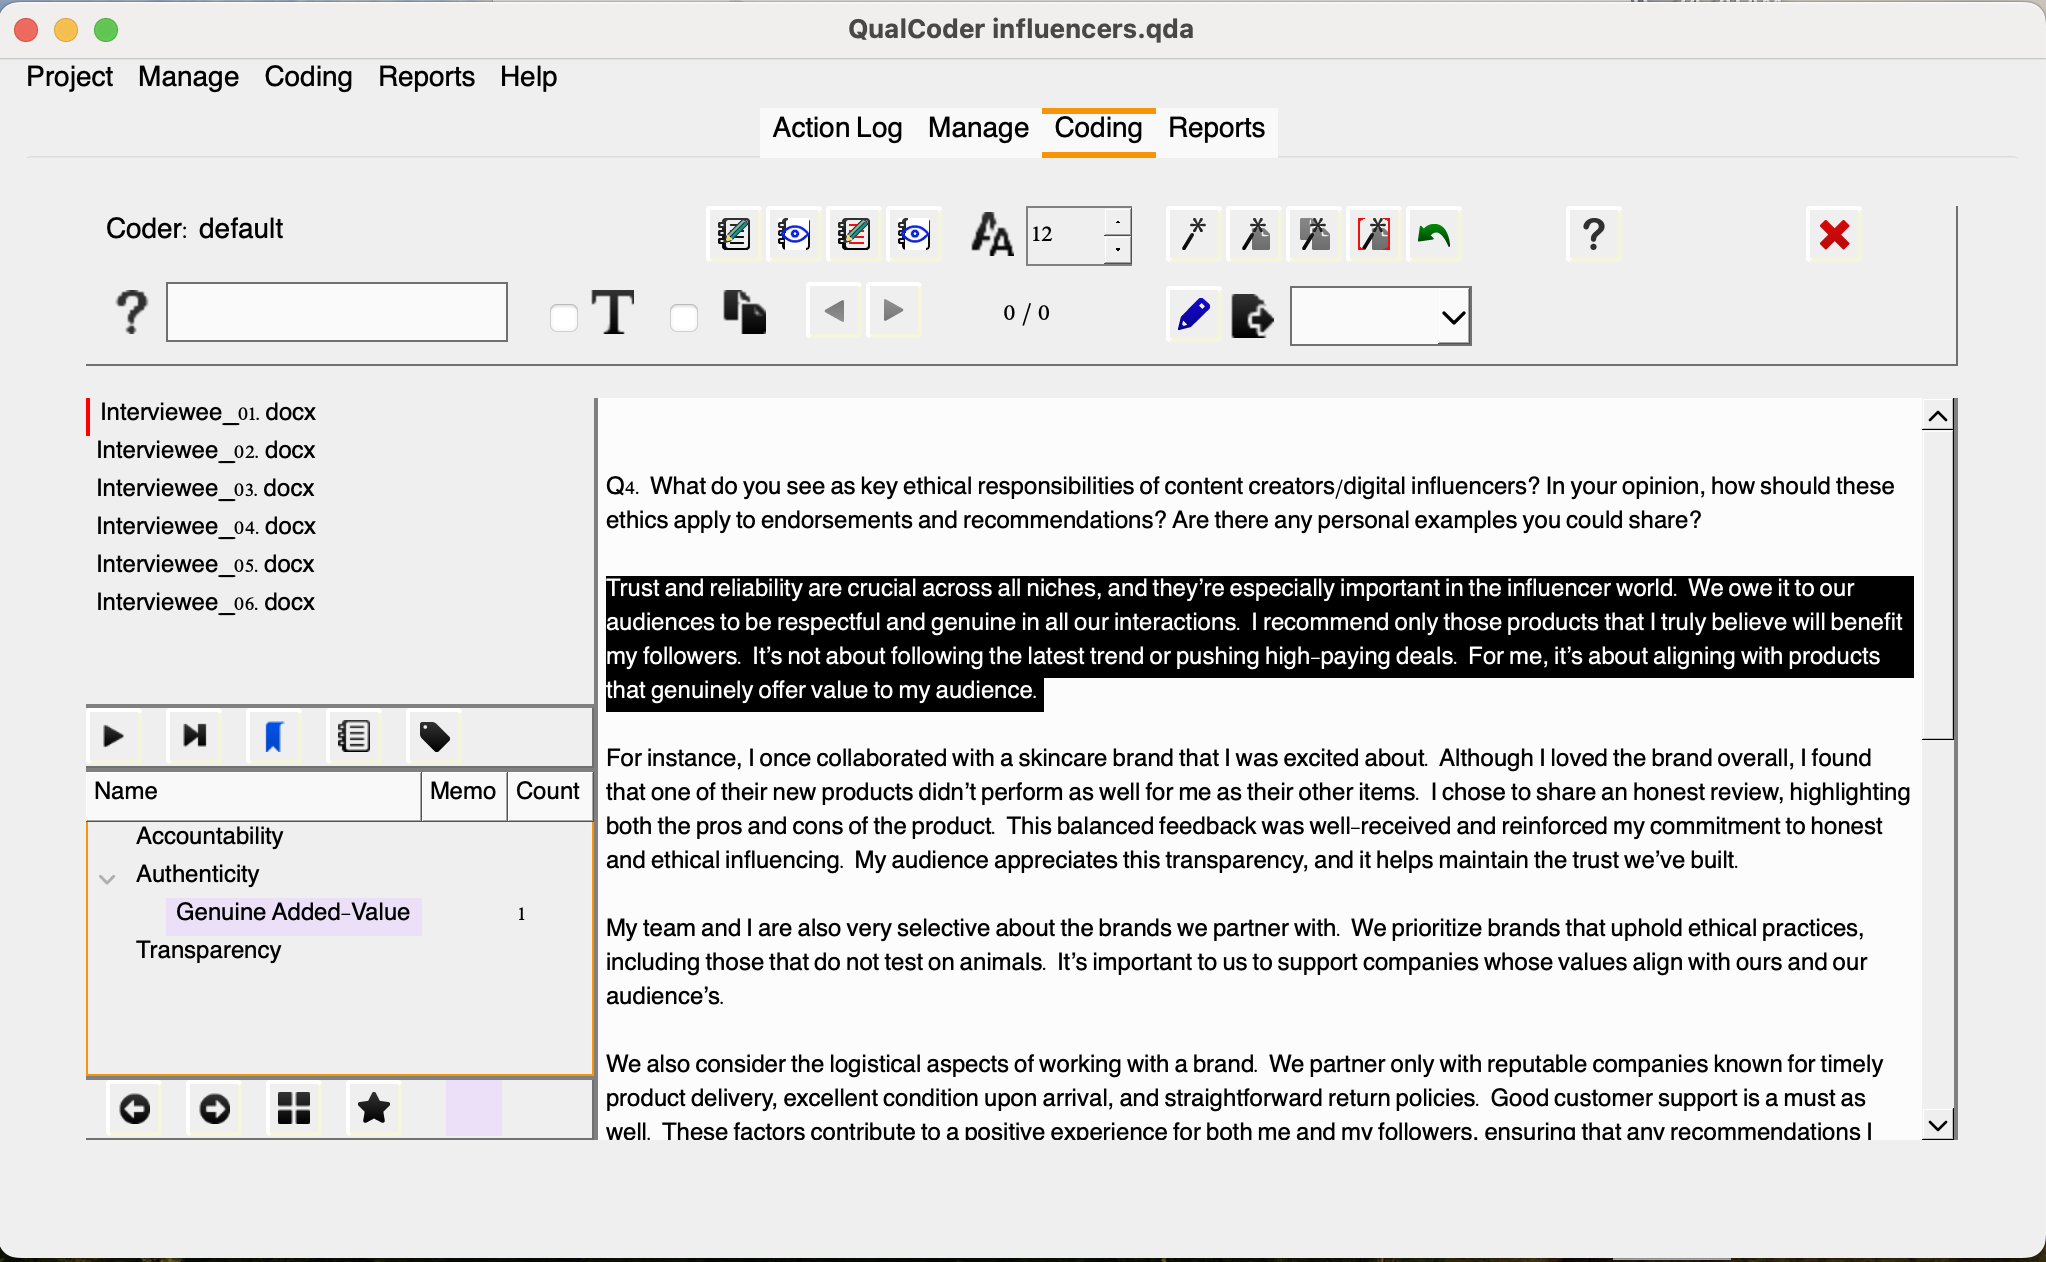 QualCoder influencers.qda
Project Manage Coding Reports Help
Action Log Manage Coding Reports
Coder: default
12
0 / 0
Interviewee_01. docx
Interviewee_02. docx
Interviewee_03. docx
Interviewee_04. docx
Interviewee_05. docx
Interviewee_06. docx
Name Memo Count
Accountability
Authenticity
Genuine Added-Value 1
Transparency
Q4. What do you see as key ethical responsibilities of content creators/digital influencers? In your opinion, how should these
ethics apply to endorsements and recommendations? Are there any personal examples you could share?
Trust and reliability are crucial across all niches, and they’re especially important in the influencer world. We owe it to our
audiences to be respectful and genuine in all our interactions. I recommend only those products that I truly believe will benefit
my followers. It’s not about following the latest trend or pushing high-paying deals. For me, it’s about aligning with products
that genuinely offer value to my audience.
For instance, I once collaborated with a skincare brand that I was excited about. Although I loved the brand overall, I found
that one of their new products didn’t perform as well for me as their other items. I chose to share an honest review, highlighting
both the pros and cons of the product. This balanced feedback was well-received and reinforced my commitment to honest
and ethical influencing. My audience appreciates this transparency, and it helps maintain the trust we’ve built.
My team and I are also very selective about the brands we partner with. We prioritize brands that uphold ethical practices,
including those that do not test on animals. It’s important to us to support companies whose values align with ours and our
audience’s.
We also consider the logistical aspects of working with a brand. We partner only with reputable companies known for timely
product delivery, excellent condition upon arrival, and straightforward return policies. Good customer support is a must as
well. These factors contribute to a positive experience for both me and my followers, ensuring that any recommendations I